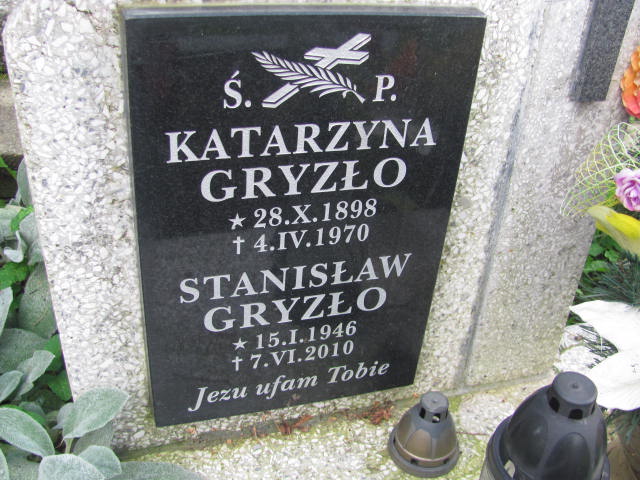 Ś. P.
KATARZYNA
GRYZŁO
★ 28.X.1898
† 4.IV.1970
STANISŁAW
GRYZŁO
★ 15.I.1946
† 7.VI.2010
Jezu ufam Tobie